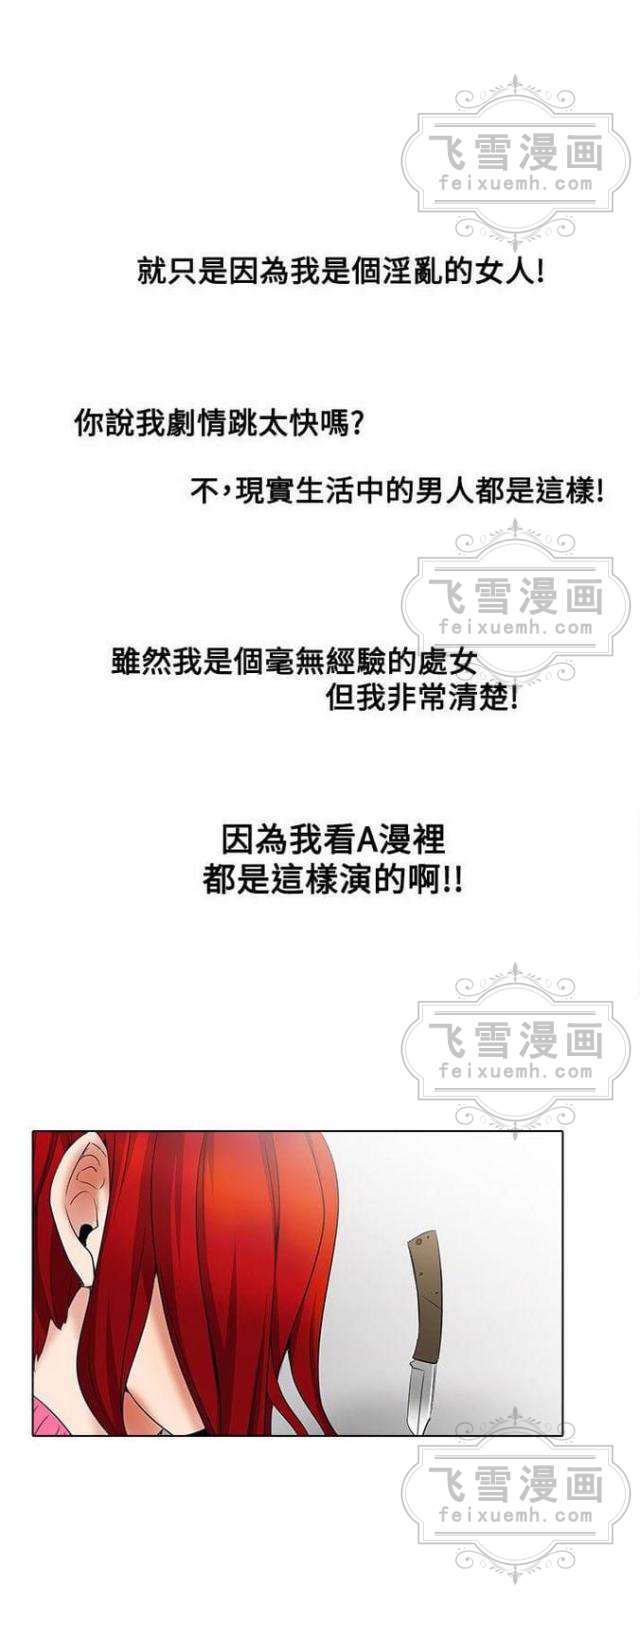 飞雪漫画
feixuemh.com
就只是因為我是個淫亂的女人!
你說我劇情跳太快嗎?
不,現實生活中的男人都是這樣!
飞雪漫画
feixuemh.com
雖然我是個毫無經驗的處女
但我非常清楚!
因為我看A漫裡
都是這樣演的啊!!
飞雪漫画
feixuemh.com
飞雪漫画
feixuemh.com